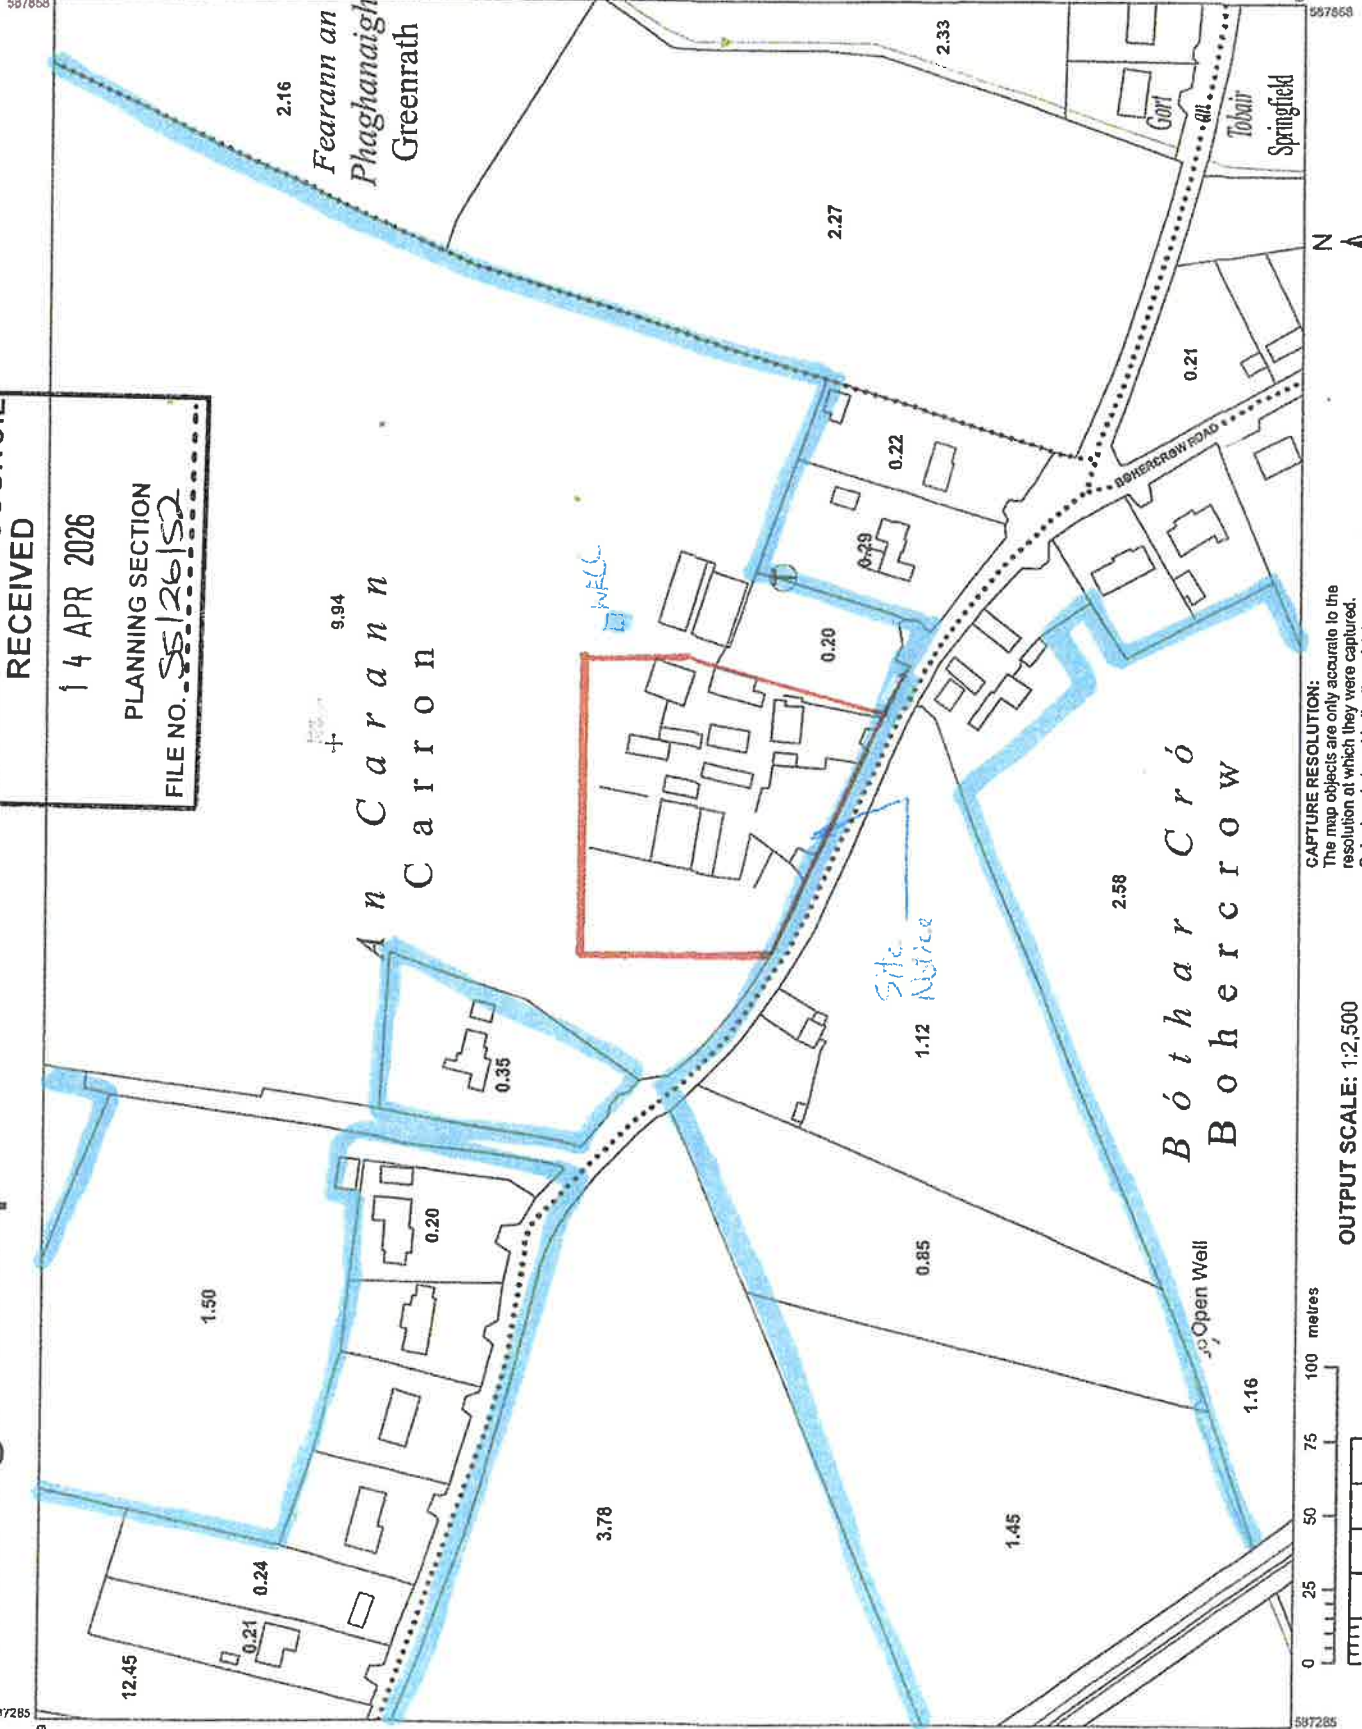 587858
587858
RECEIVED
14 APR 2026
PLANNING SECTION
FILE NO. S5/26/52
2.16
Fearann an
Phaghanaigh
Greenrath
2.33
Gort
an
Tobair
Springfield
2.27
9.94
An Carann
Carron
WELL
0.22
0.29
0.20
0.21
BOHERCROW ROAD
N
0.35
Site
Notice
1.12
2.58
Bóthar Cró
Bohercrow
0.20
1.50
0.85
Open Well
1.16
0.24
0.21
12.45
3.78
1.45
CAPTURE RESOLUTION:
The map objects are only accurate to the
resolution at which they were captured.
OUTPUT SCALE: 1:2,500
0 25 50 75 100 metres
587285